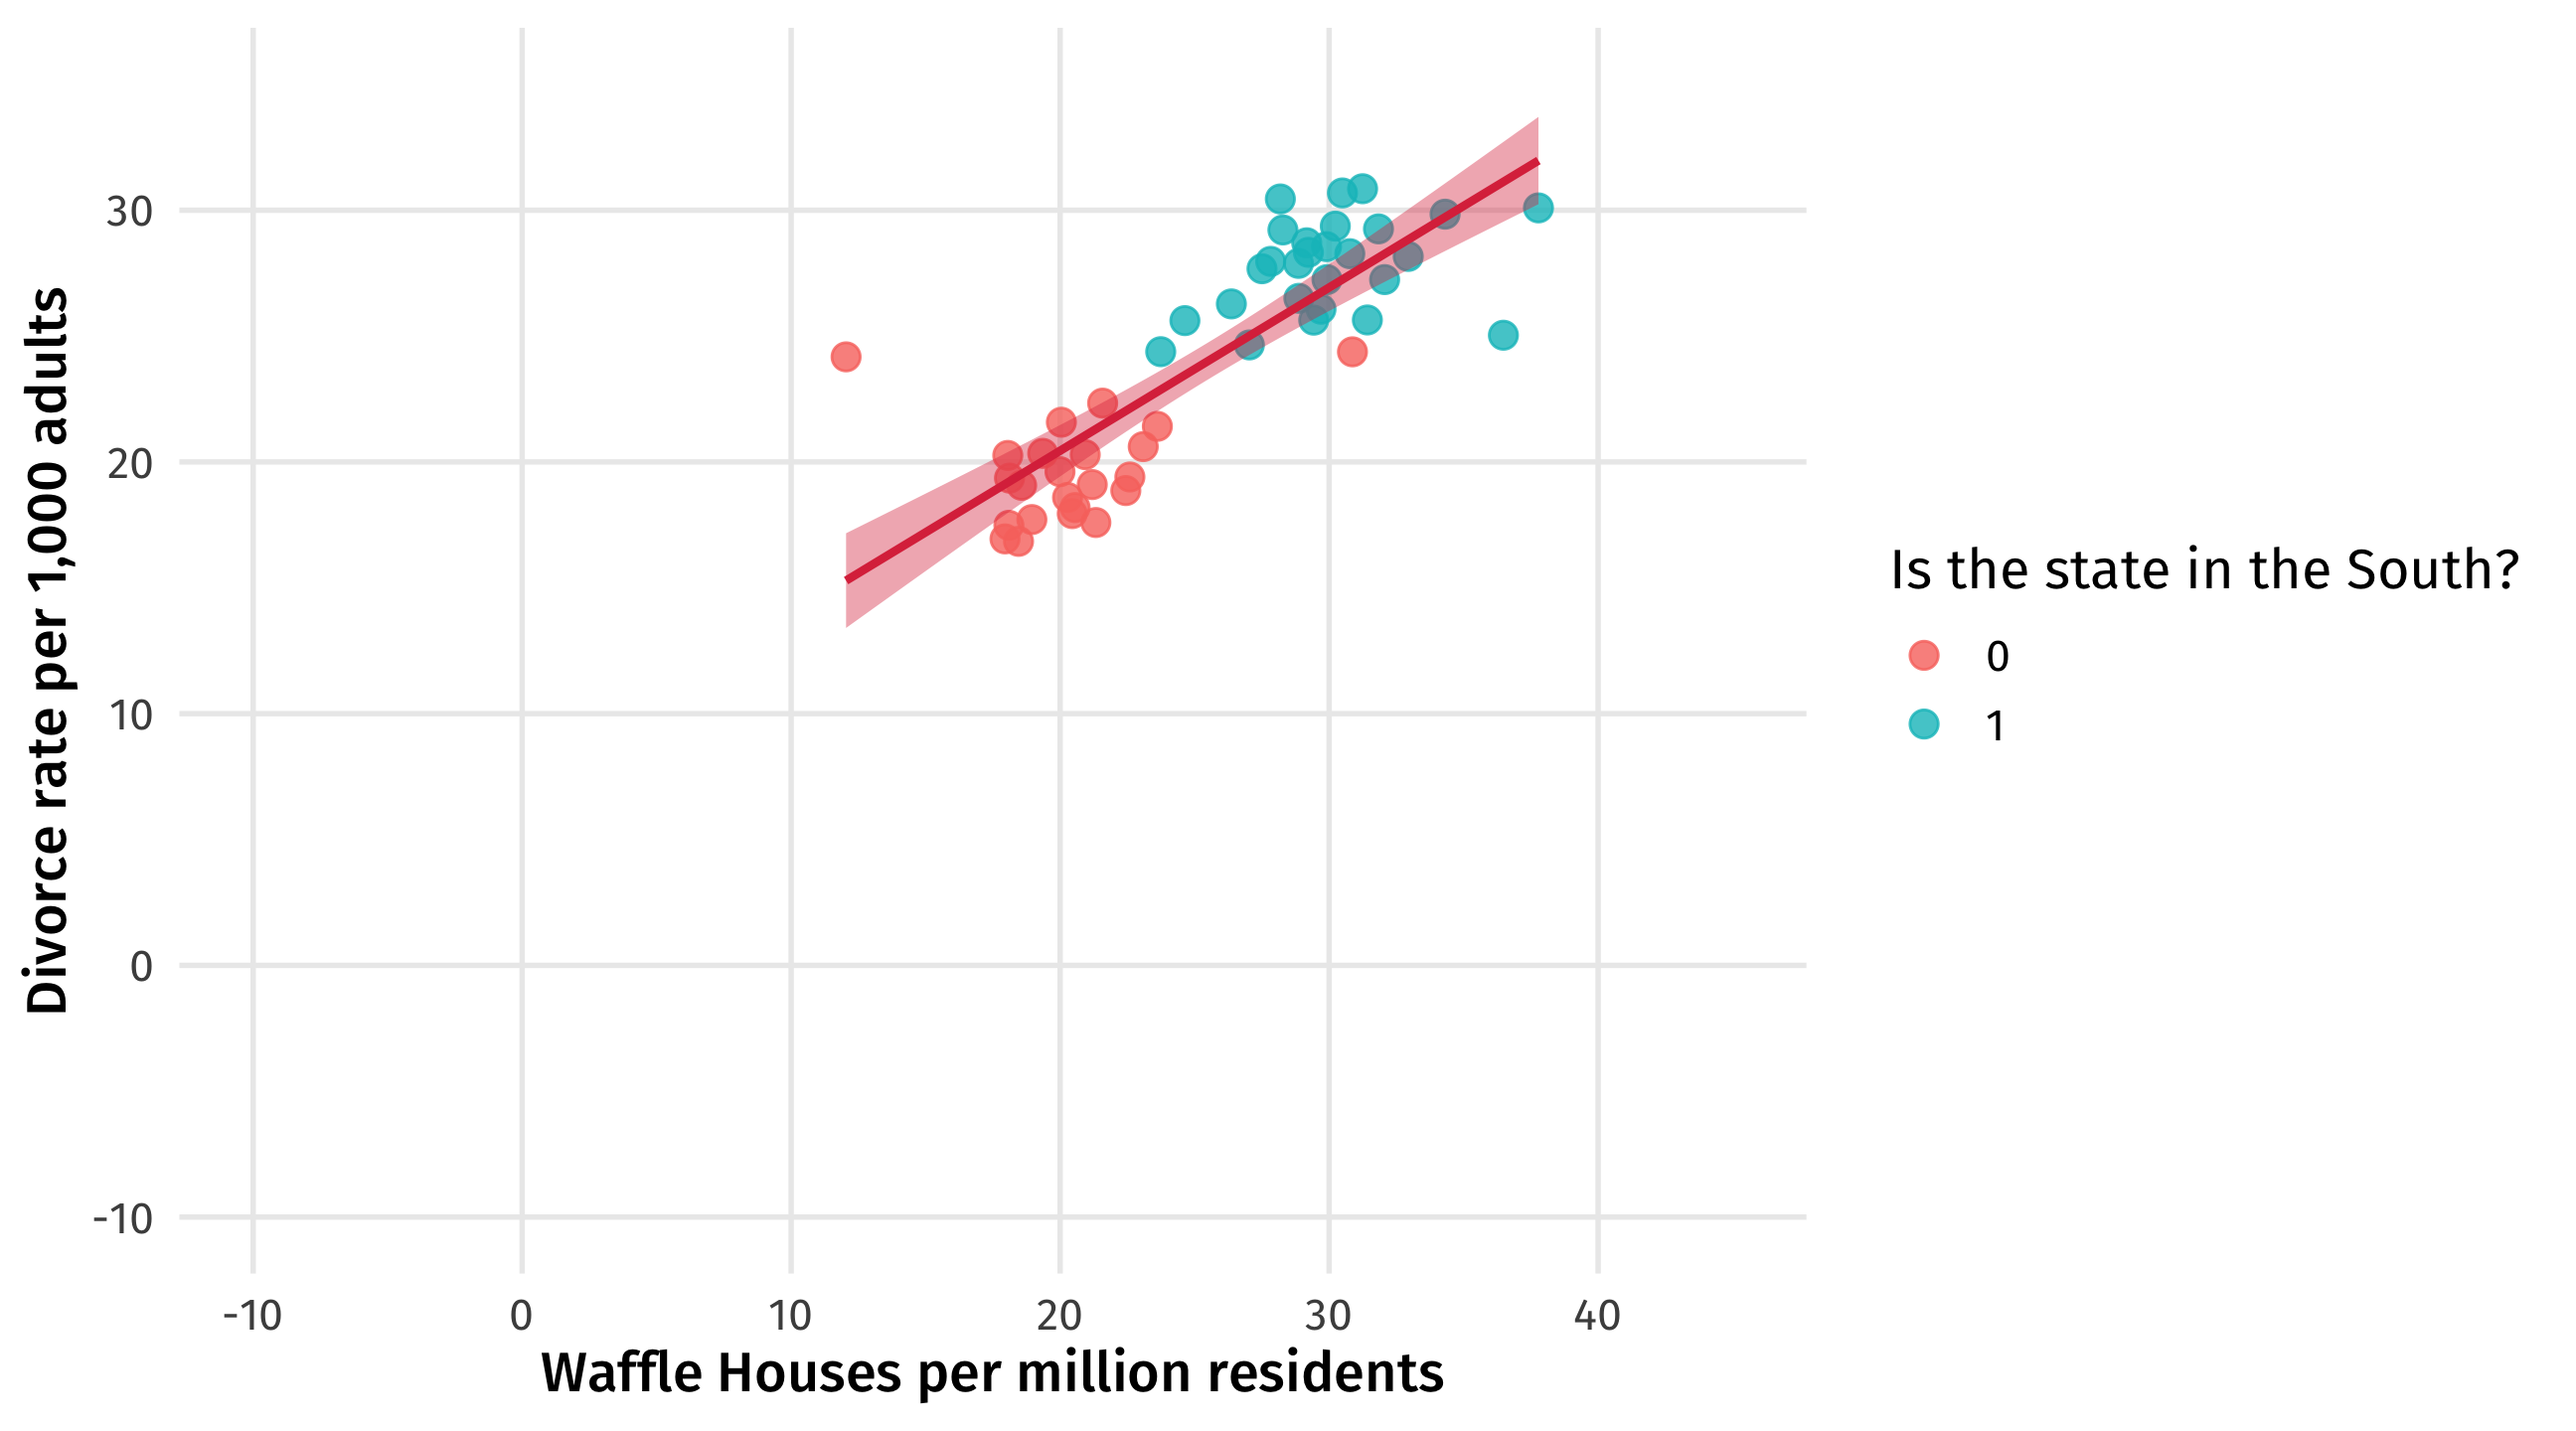 Divorce rate per 1,000 adults
30
20
10
0
-10
-10 0 10 20 30 40
Waffle Houses per million residents
Is the state in the South?
0
1